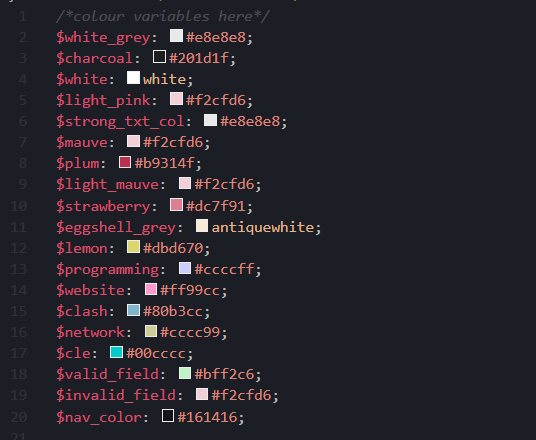 1 /*colour variables here*/
2 $white_grey: #e8e8e8;
3 $charcoal: #201d1f;
4 $white: white;
5 $light_pink: #f2cfd6;
6 $strong_txt_col: #e8e8e8;
7 $mauve: #f2cfd6;
8 $plum: #b9314f;
9 $light_mauve: #f2cfd6;
10 $strawberry: #dc7f91;
11 $eggshell_grey: antiquewhite;
12 $lemon: #dbd670;
13 $programming: #ccccff;
14 $website: #ff99cc;
15 $clash: #80b3cc;
16 $network: #cccc99;
17 $cle: #00cccc;
18 $valid_field: #bff2c6;
19 $invalid_field: #f2cfd6;
20 $nav_color: #161416;